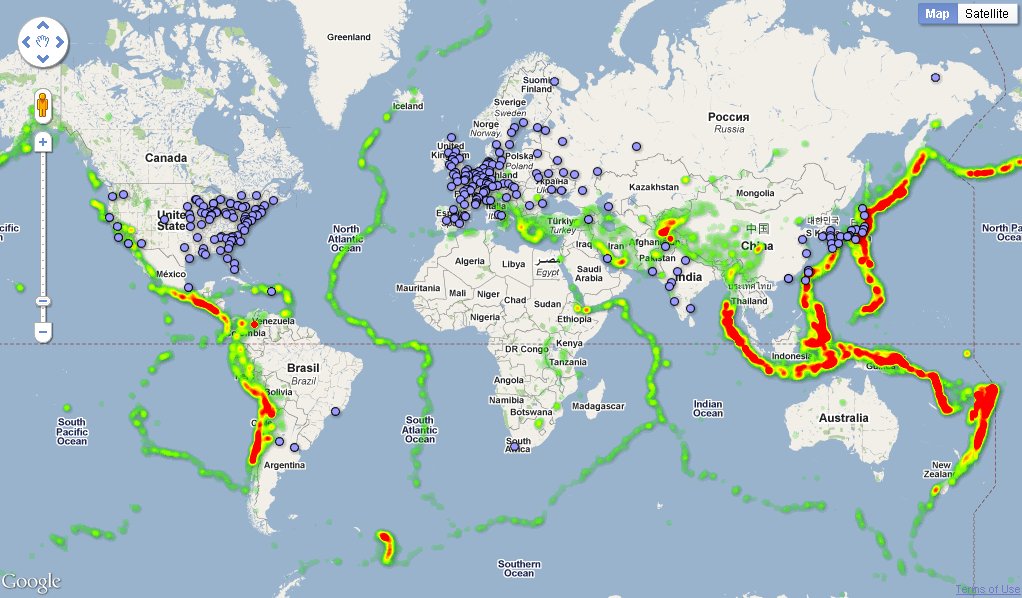 Map
Satellite
Greenland
Suomi
Finland
Iceland
Sverige
Sweden
Norge
Norway
Россия
Russia
Canada
United
Kingdom
Polska
Poland
Україна
Kazakhstan
Mongolia
United
States
Italia
Türkiye
Turkey
中国
China
대한민국
North
Atlantic
Ocean
North Pa
Ocean
Iraq
Iran
Afghanistan
Pakistan
Algeria
Libya
مصر
Egypt
Saudi
Arabia
India
México
Mauritania
Mali
Niger
Chad
Sudan
ประเทศไทย
Thailand
Nigeria
Ethiopia
Venezuela
Colombia
Kenya
DR Congo
Tanzania
Indonesia
Brasil
Brazil
Bolivia
Angola
Namibia
Botswana
Madagascar
Indian
Ocean
Australia
South
Pacific
Ocean
South
Atlantic
Ocean
South
Africa
Argentina
New
Zealand
Southern
Ocean
Google
Terms of Use